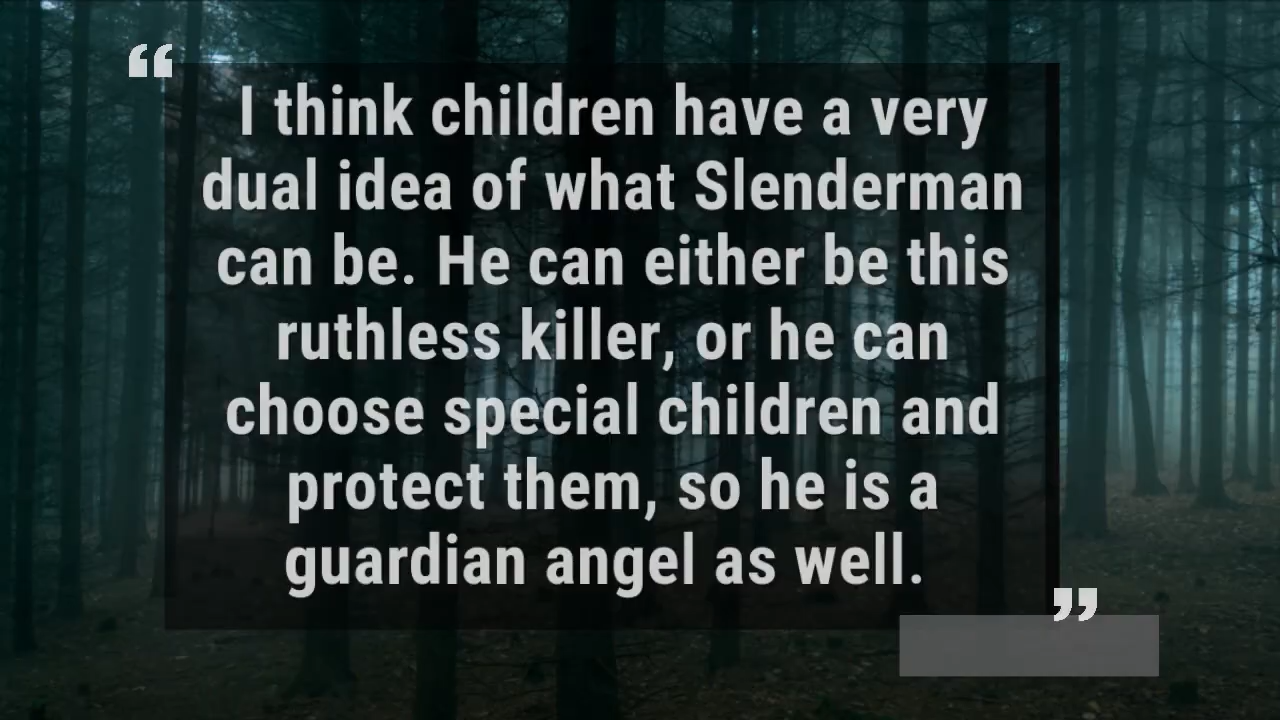 “
I think children have a very
dual idea of what Slenderman
can be. He can either be this
ruthless killer, or he can
choose special children and
protect them, so he is a
guardian angel as well.
”